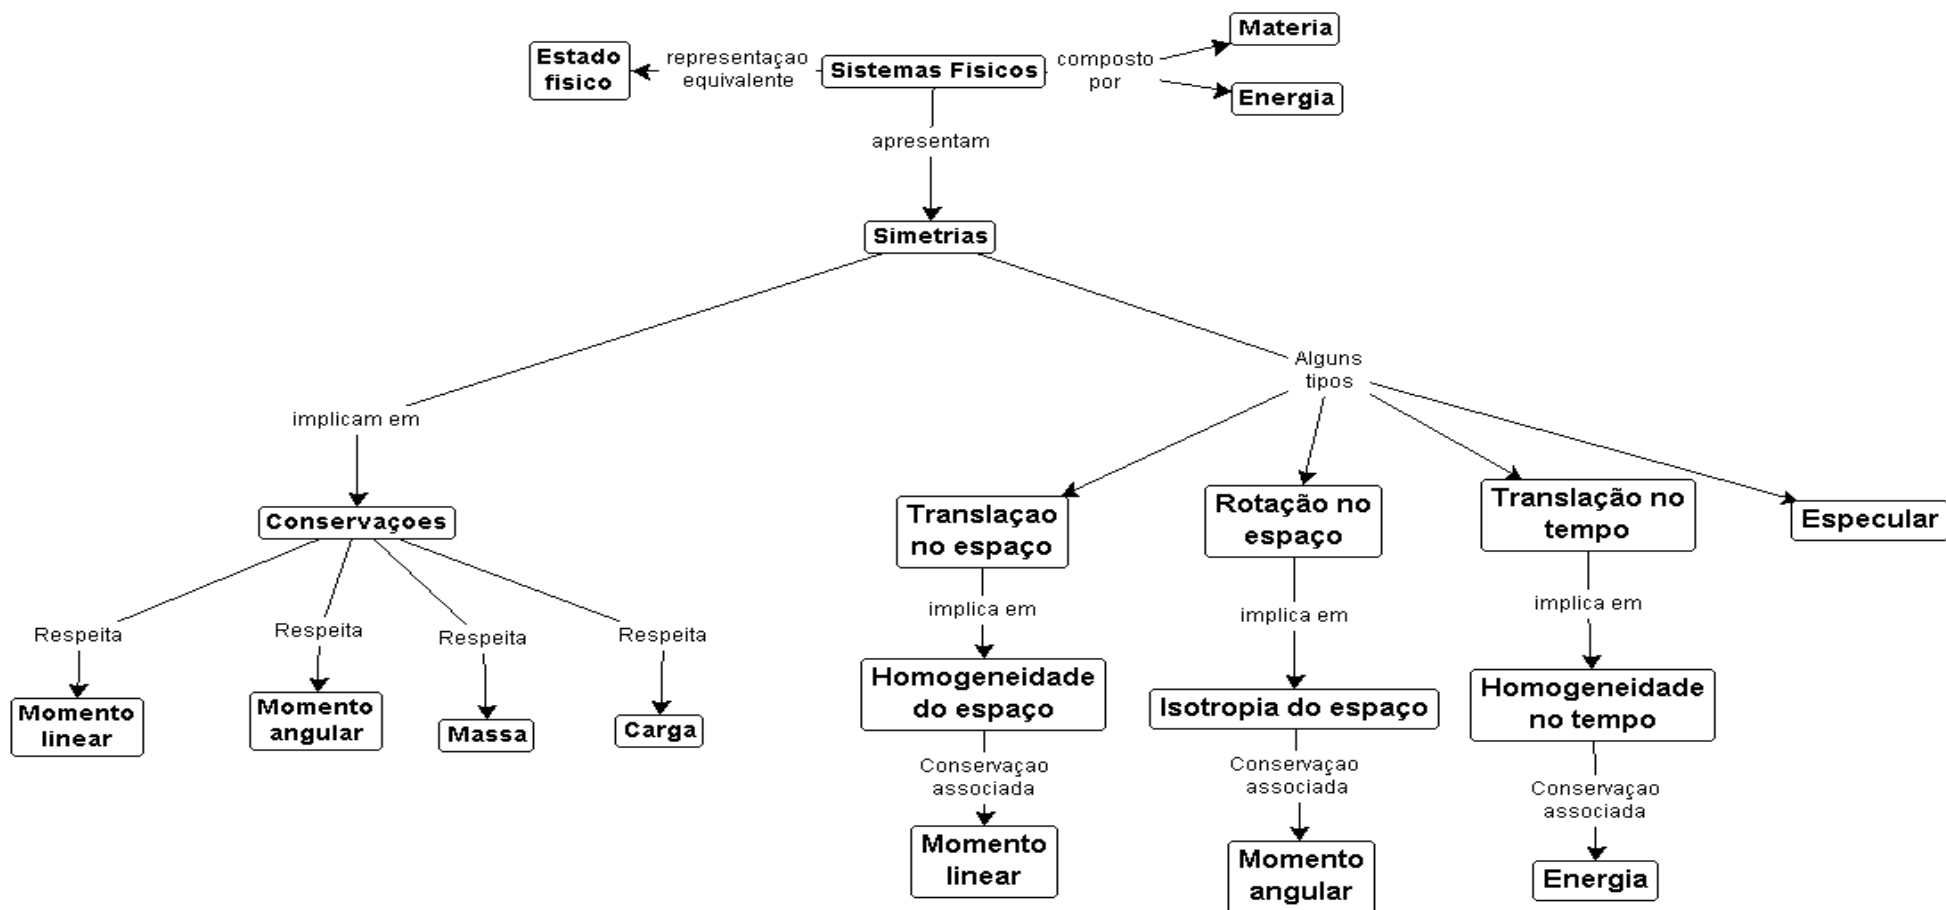 Materia
Estado
fisico
representaçao
equivalente
Sistemas Fisicos
composto
por
Energia
apresentam
Simetrias
Alguns
tipos
implicam em
Conservaçoes
Translaçao
no espaço
Rotação no
espaço
Translação no
tempo
Especular
implica em
implica em
implica em
Respeita
Respeita
Respeita
Respeita
Momento
linear
Momento
angular
Massa
Carga
Homogeneidade
do espaço
Isotropia do espaço
Homogeneidade
no tempo
Conservaçao
associada
Conservaçao
associada
Conservaçao
associada
Momento
linear
Momento
angular
Energia